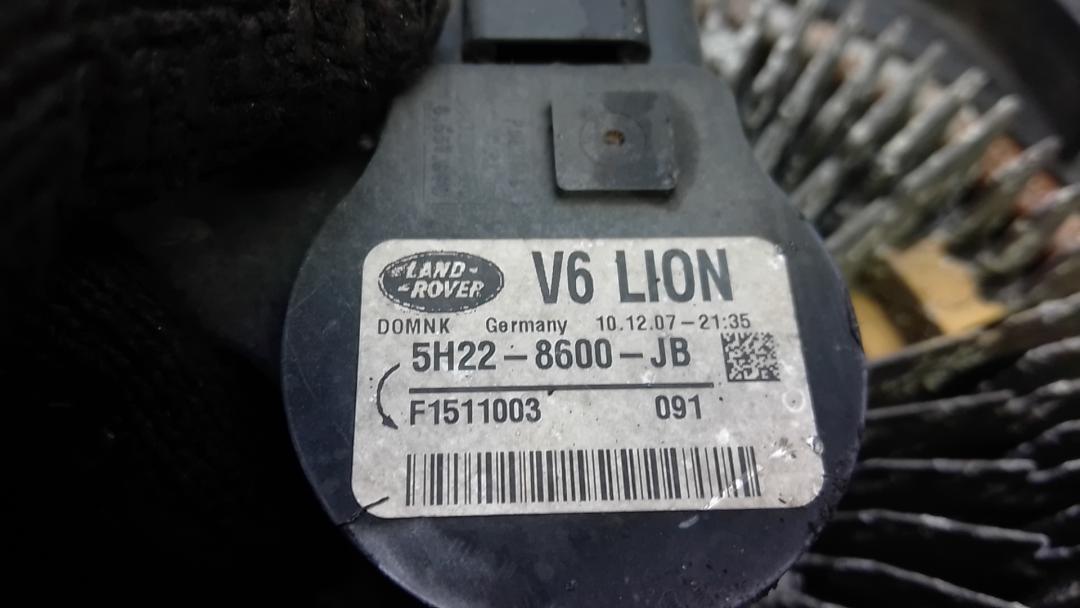 LAND-
-ROVER
V6 LION
DOMNK Germany 10.12.07-21:35
5H22-8600-JB
F1511003 091